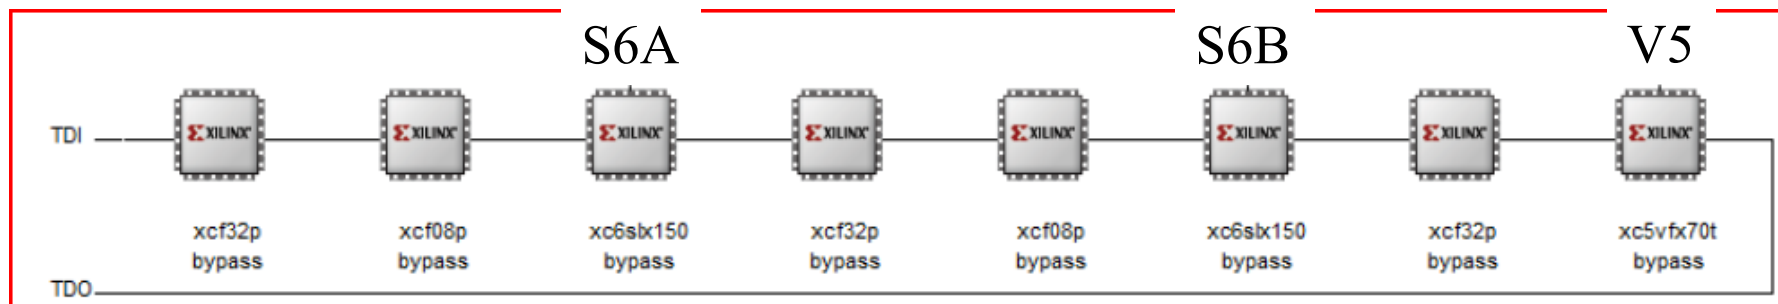 S6A S6B V5
TDI XILINX XILINX XILINX XILINX XILINX XILINX XILINX XILINX
xcf32p xcf08p xc6slx150 xcf32p xcf08p xc6slx150 xcf32p xc5vfx70t
bypass bypass bypass bypass bypass bypass bypass bypass
TDO